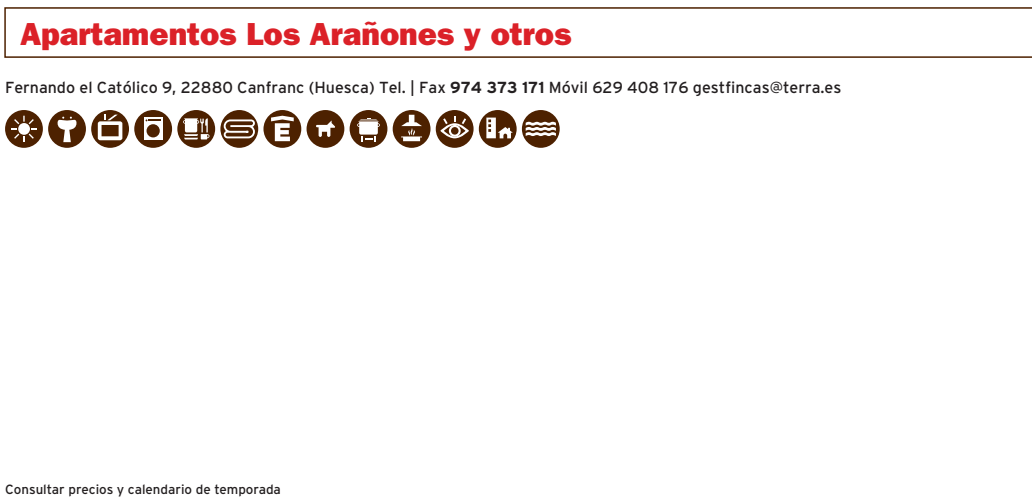 Apartamentos Los Arañones y otros
Fernando el Católico 9, 22880 Canfranc (Huesca) Tel. | Fax 974 373 171 Móvil 629 408 176 gestfincas@terra.es
Consultar precios y calendario de temporada